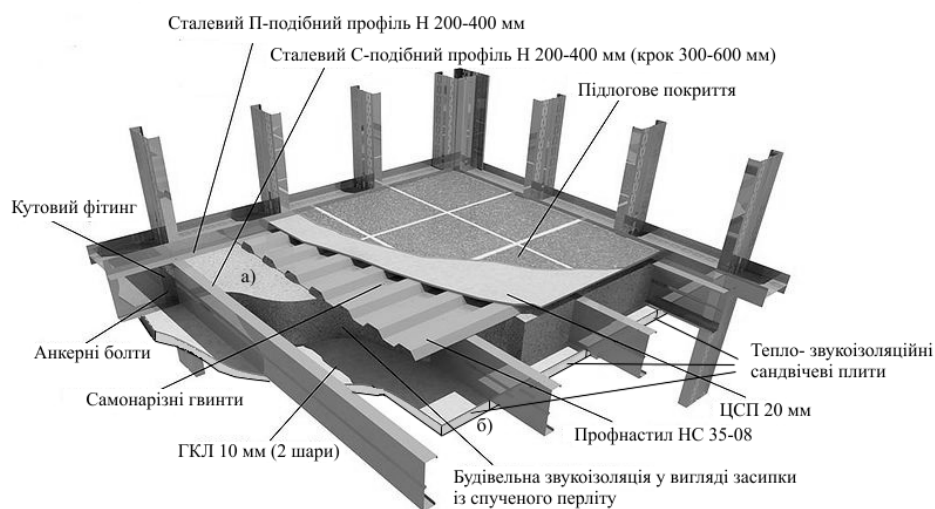 Сталевий П-подібний профіль Н 200-400 мм
Сталевий С-подібний профіль Н 200-400 мм (крок 300-600 мм)
Підлогове покриття
Кутовий фітинг
а)
Анкерні болти
Тепло- звукоізоляційні
сандвічеві плити
Самонарізні гвинти
ЦСП 20 мм
б)
Профнастил НС 35-08
ГКЛ 10 мм (2 шари)
Будівельна звукоізоляція у вигляді засипки
із спученого перліту